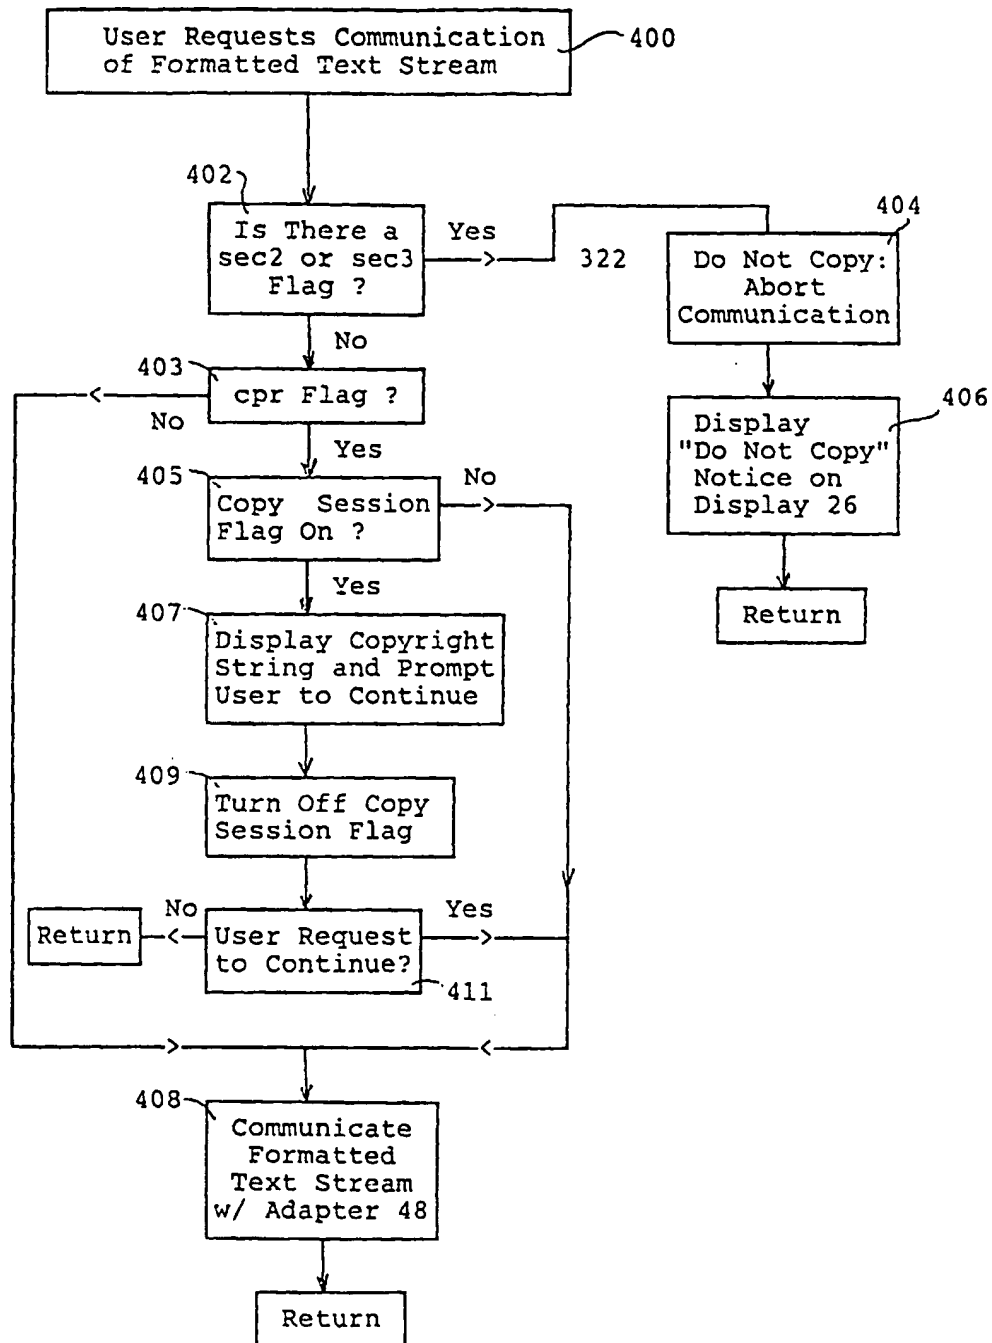 User Requests Communication
of Formatted Text Stream
400
402
Is There a
sec2 or sec3
Flag ?
Yes
322
404
Do Not Copy:
Abort
Communication
No
403
cpr Flag ?
No
Yes
406
Display
"Do Not Copy"
Notice on
Display 26
405
Copy Session
Flag On ?
No
Yes
Return
407
Display Copyright
String and Prompt
User to Continue
409
Turn Off Copy
Session Flag
Return
No
User Request
to Continue?
Yes
411
408
Communicate
Formatted
Text Stream
w/ Adapter 48
Return